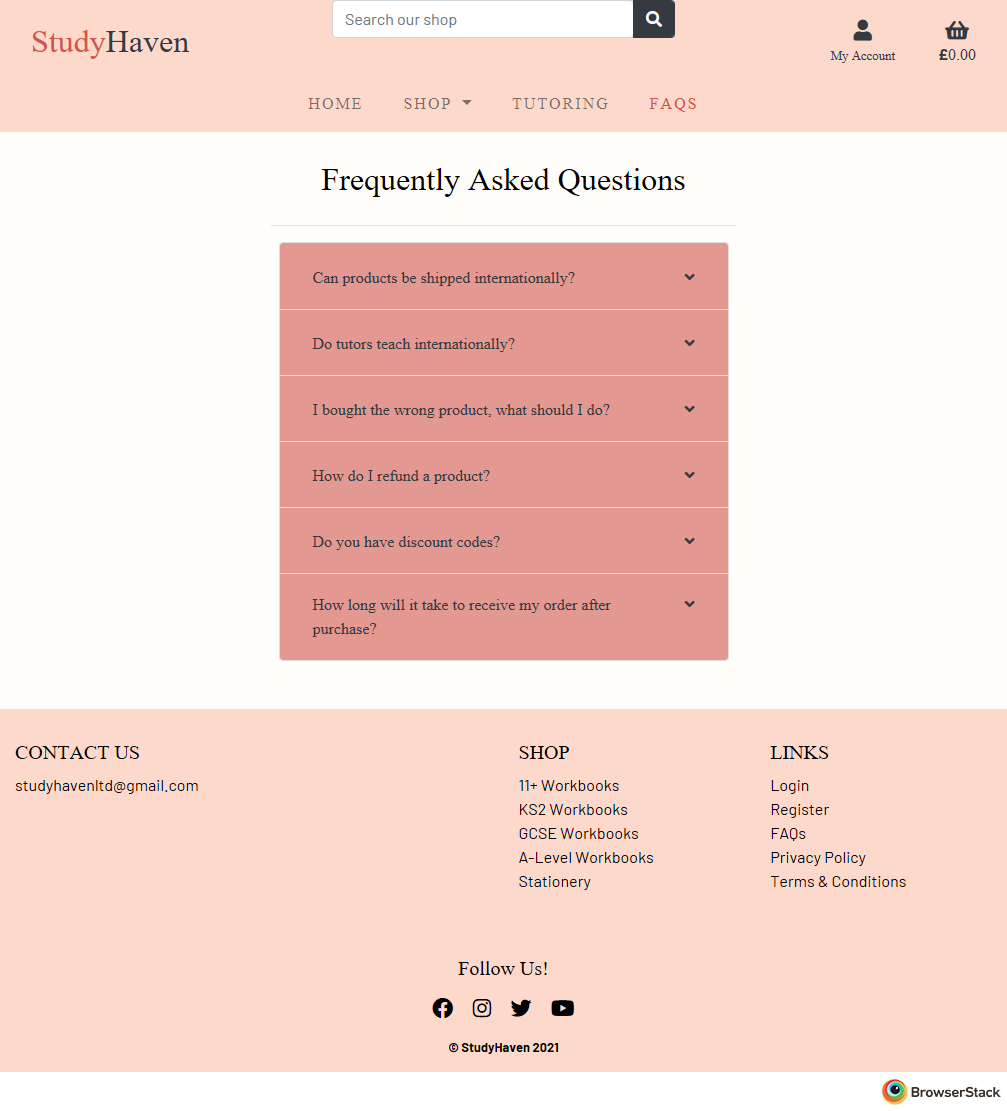 StudyHaven
Search our shop
My Account
£0.00
HOME
SHOP
TUTORING
FAQS
Frequently Asked Questions
Can products be shipped internationally?
Do tutors teach internationally?
I bought the wrong product, what should I do?
How do I refund a product?
Do you have discount codes?
How long will it take to receive my order after
purchase?
CONTACT US
studyhavenltd@gmail.com
SHOP
11+ Workbooks
KS2 Workbooks
GCSE Workbooks
A-Level Workbooks
Stationery
LINKS
Login
Register
FAQs
Privacy Policy
Terms & Conditions
Follow Us!
© StudyHaven 2021
BrowserStack